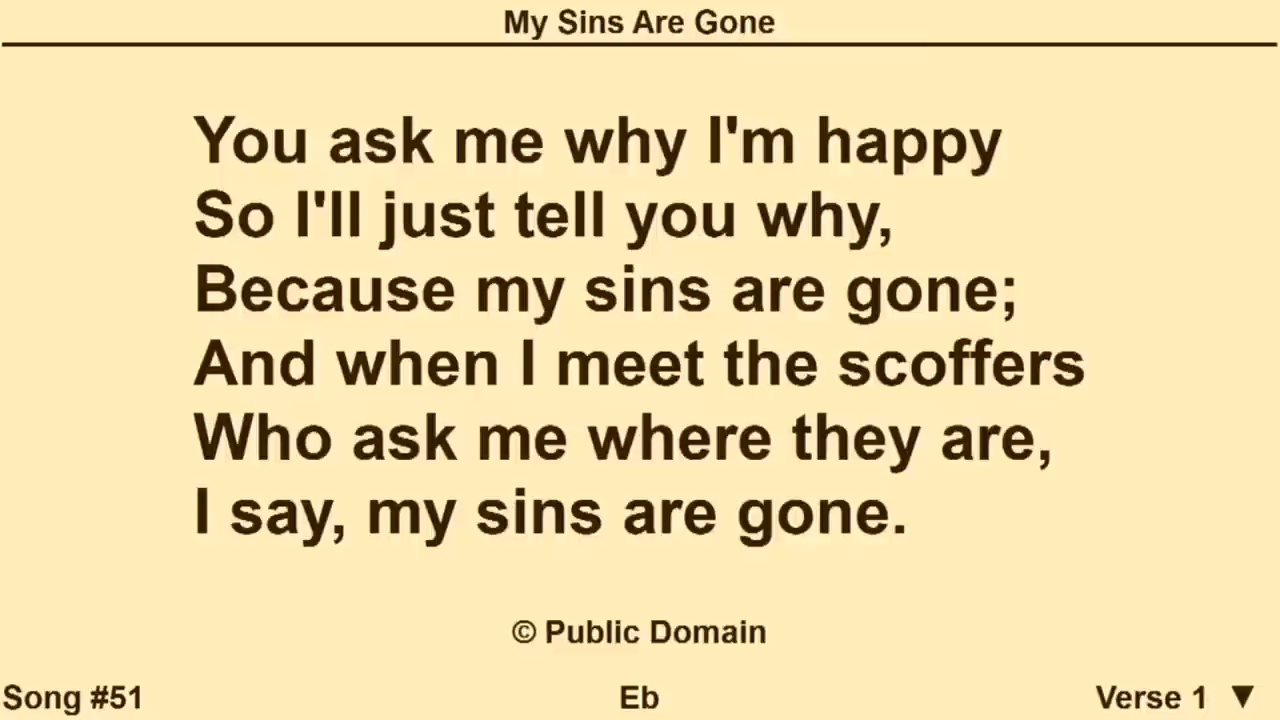 My Sins Are Gone
You ask me why I'm happy
So I'll just tell you why,
Because my sins are gone;
And when I meet the scoffers
Who ask me where they are,
I say, my sins are gone.
© Public Domain
Song #51 Eb Verse 1 ▼